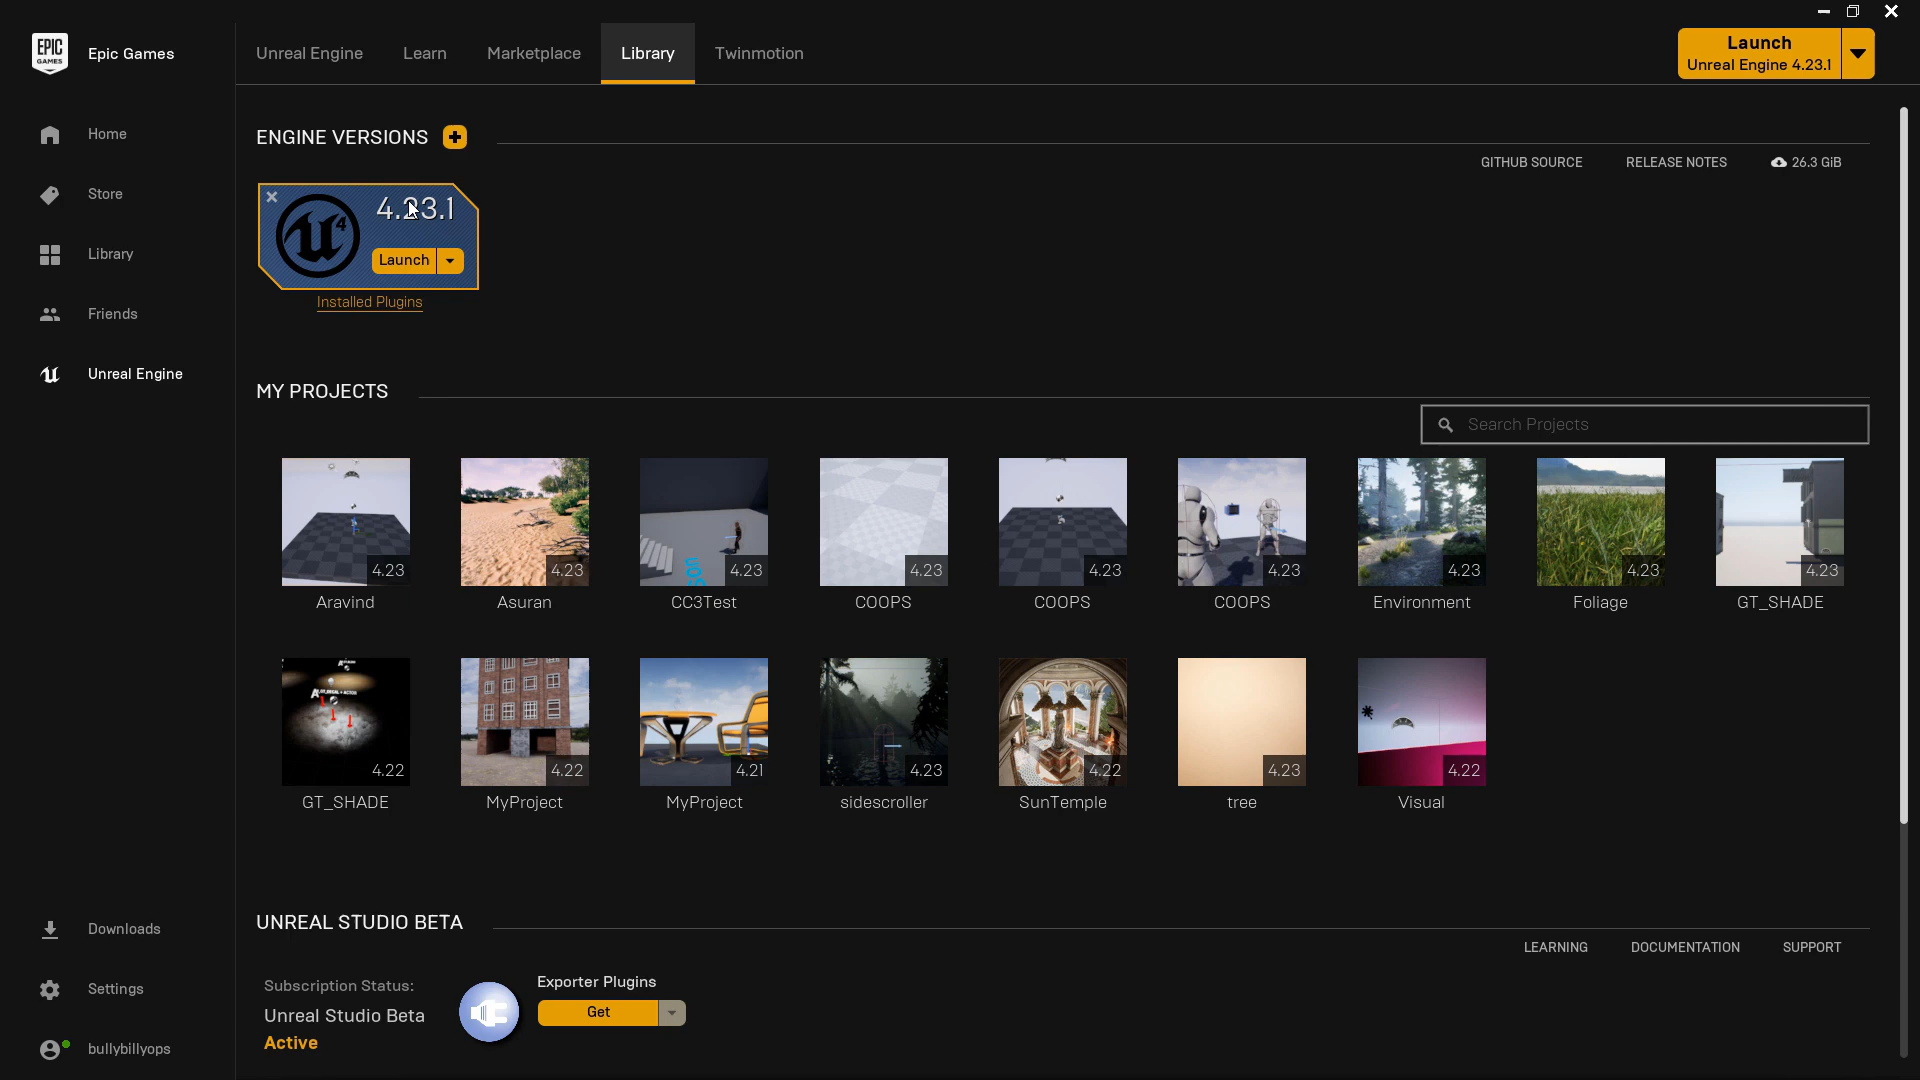 EPIC
GAMES
Epic Games
Unreal Engine
Learn
Marketplace
Library
Twinmotion
Launch
Unreal Engine 4.23.1
Home
Store
Library
Friends
Unreal Engine
ENGINE VERSIONS
GITHUB SOURCE
RELEASE NOTES
26.3 GiB
4.23.1
Launch
Installed Plugins
MY PROJECTS
Search Projects
4.23
4.23
4.23
4.23
4.23
4.23
4.23
4.23
4.23
Aravind
Asuran
CC3Test
COOPS
COOPS
COOPS
Environment
Foliage
GT_SHADE
4.22
4.22
4.21
4.23
4.22
4.23
4.22
GT_SHADE
MyProject
MyProject
sidescroller
SunTemple
tree
Visual
UNREAL STUDIO BETA
LEARNING
DOCUMENTATION
SUPPORT
Subscription Status:
Unreal Studio Beta
Active
Exporter Plugins
Get
Downloads
Settings
bullybillyops